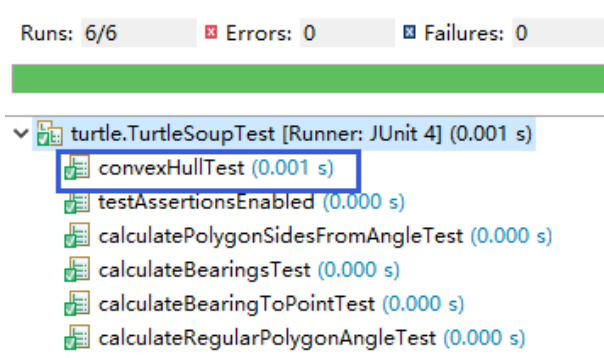 Runs: 6/6 Errors: 0 Failures: 0
turtle.TurtleSoupTest [Runner: JUnit 4] (0.001 s)
convexHullTest (0.001 s)
testAssertionsEnabled (0.000 s)
calculatePolygonSidesFromAngleTest (0.000 s)
calculateBearingsTest (0.000 s)
calculateBearingToPointTest (0.000 s)
calculateRegularPolygonAngleTest (0.000 s)